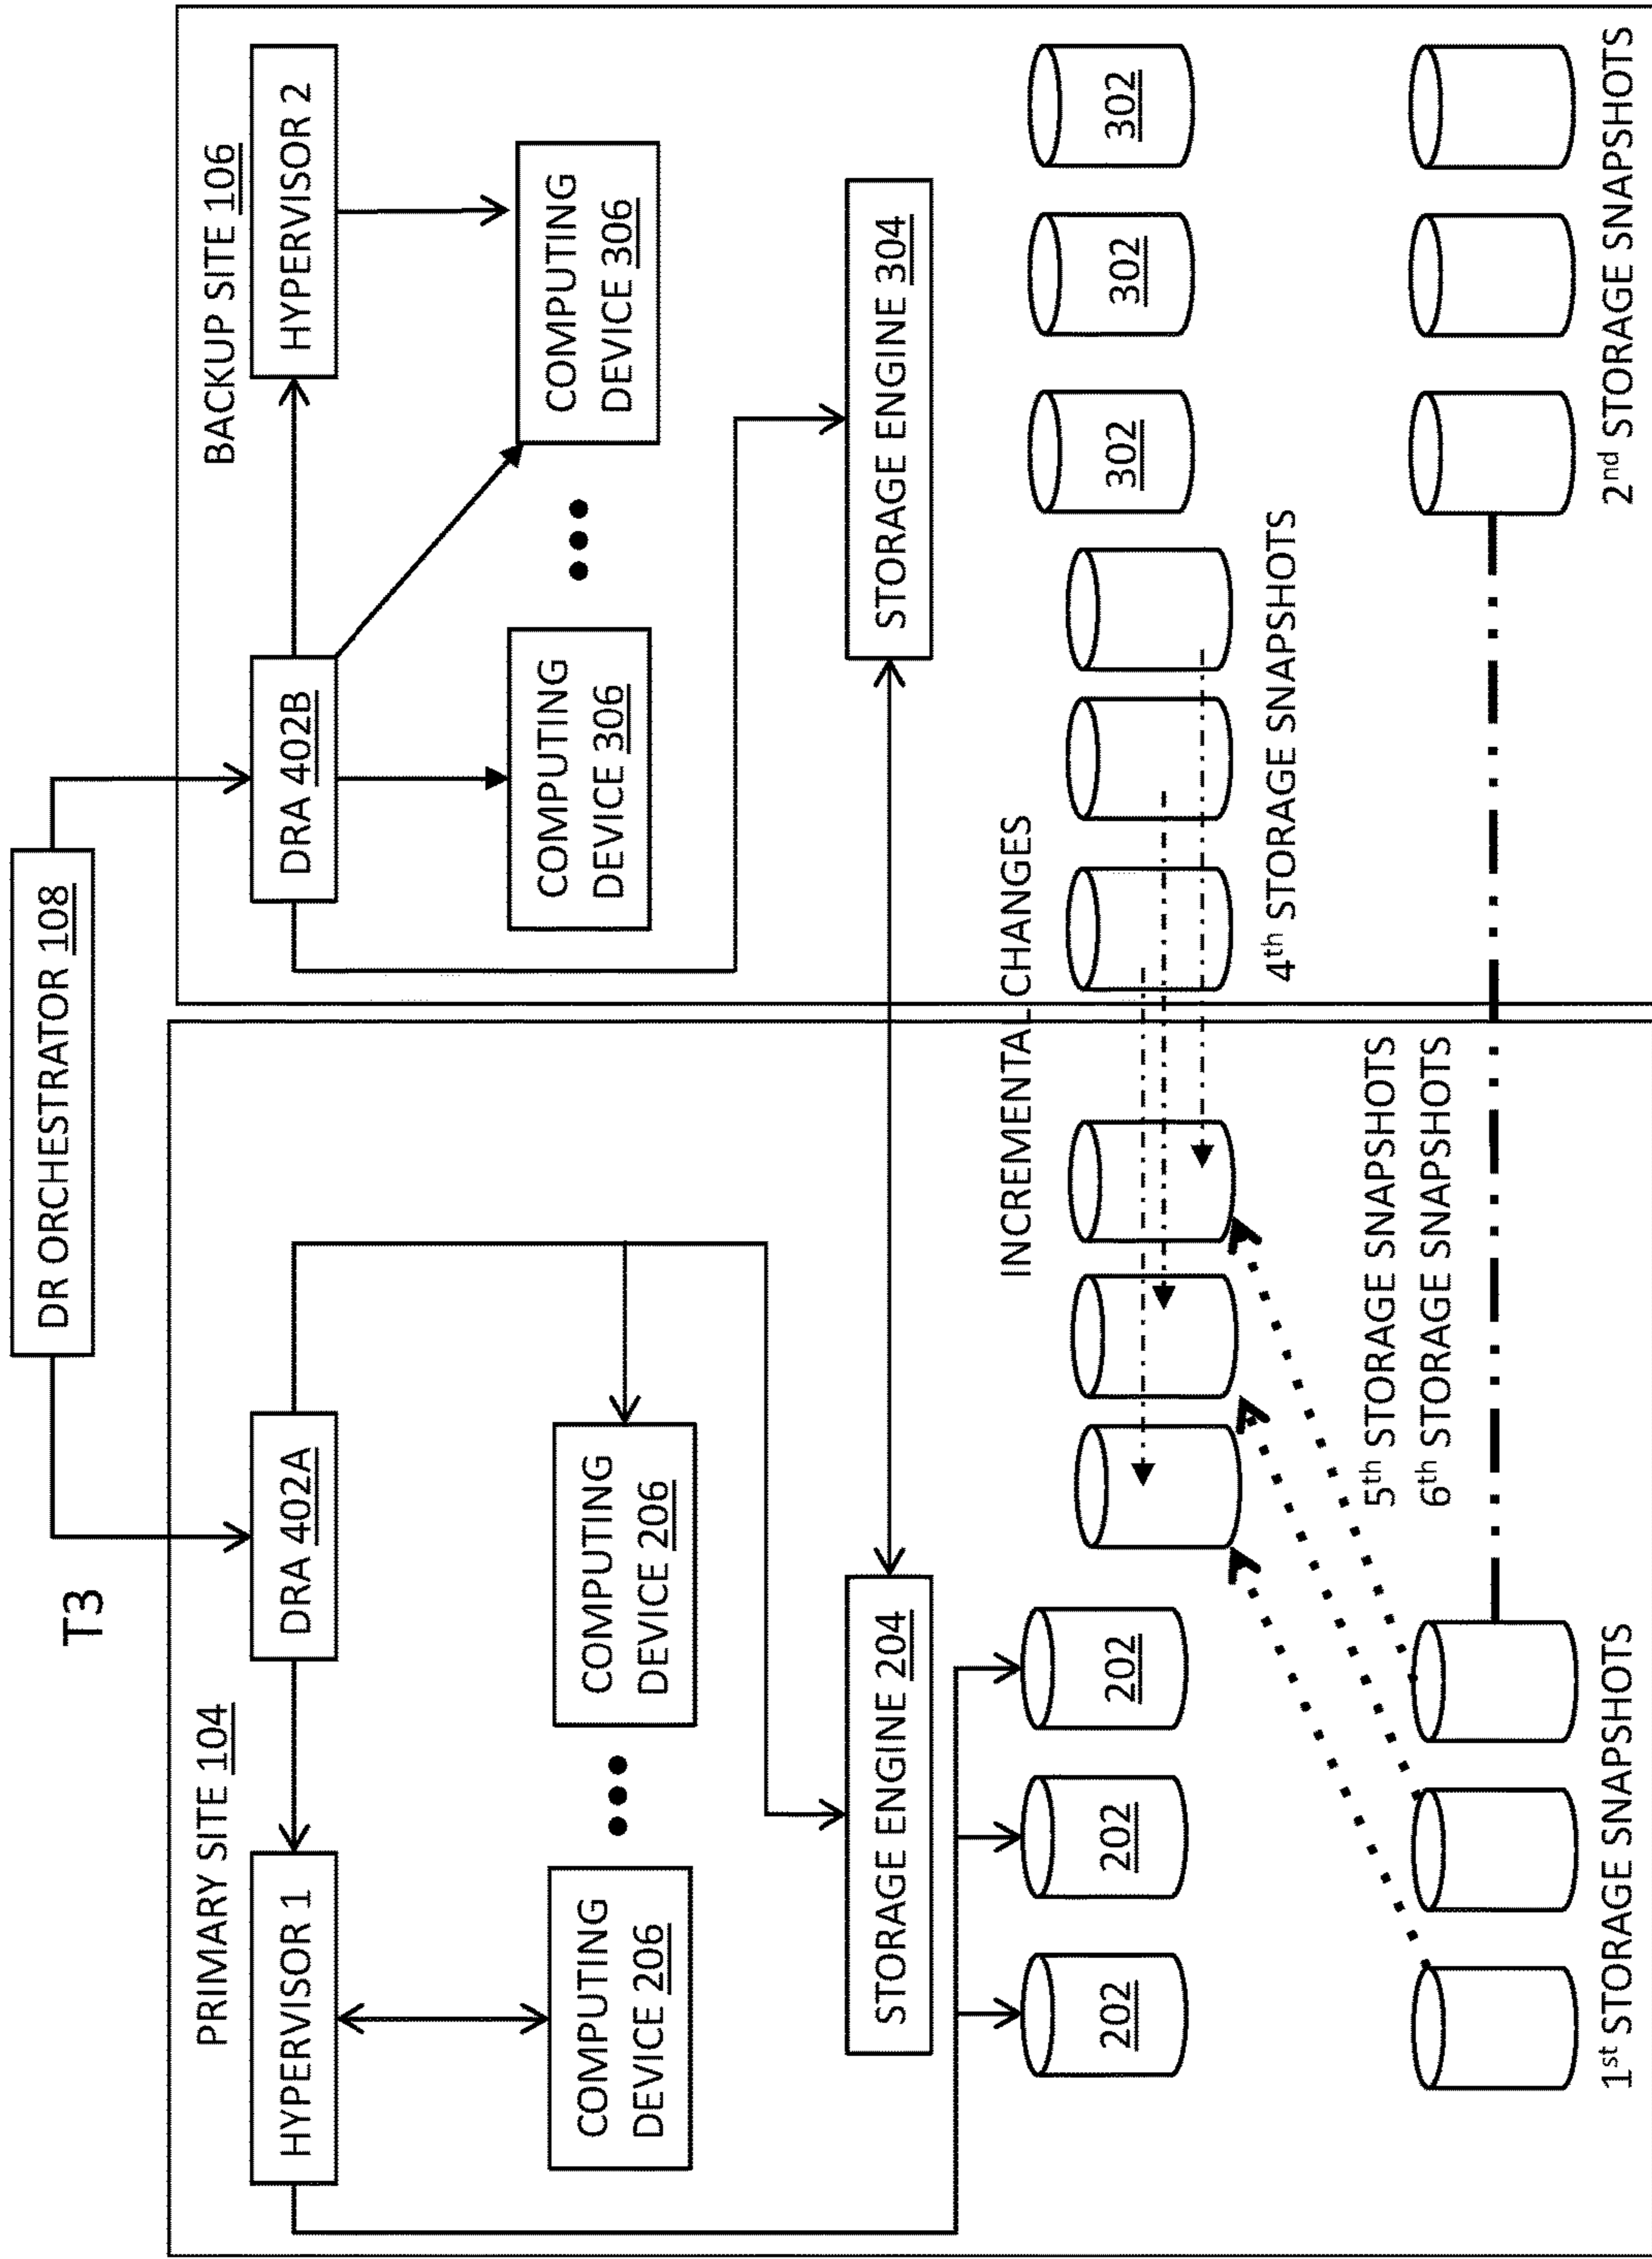 T3
DR ORCHESTRATOR 108
PRIMARY SITE 104
HYPERVISOR 1
DRA 402A
COMPUTING
DEVICE 206
COMPUTING
DEVICE 206
STORAGE ENGINE 204
202
202
202
1st STORAGE SNAPSHOTS
5th STORAGE SNAPSHOTS
6th STORAGE SNAPSHOTS
INCREMENTAL CHANGES
BACKUP SITE 106
DRA 402B
HYPERVISOR 2
COMPUTING
DEVICE 306
COMPUTING
DEVICE 306
STORAGE ENGINE 304
302
302
302
4th STORAGE SNAPSHOTS
2nd STORAGE SNAPSHOTS